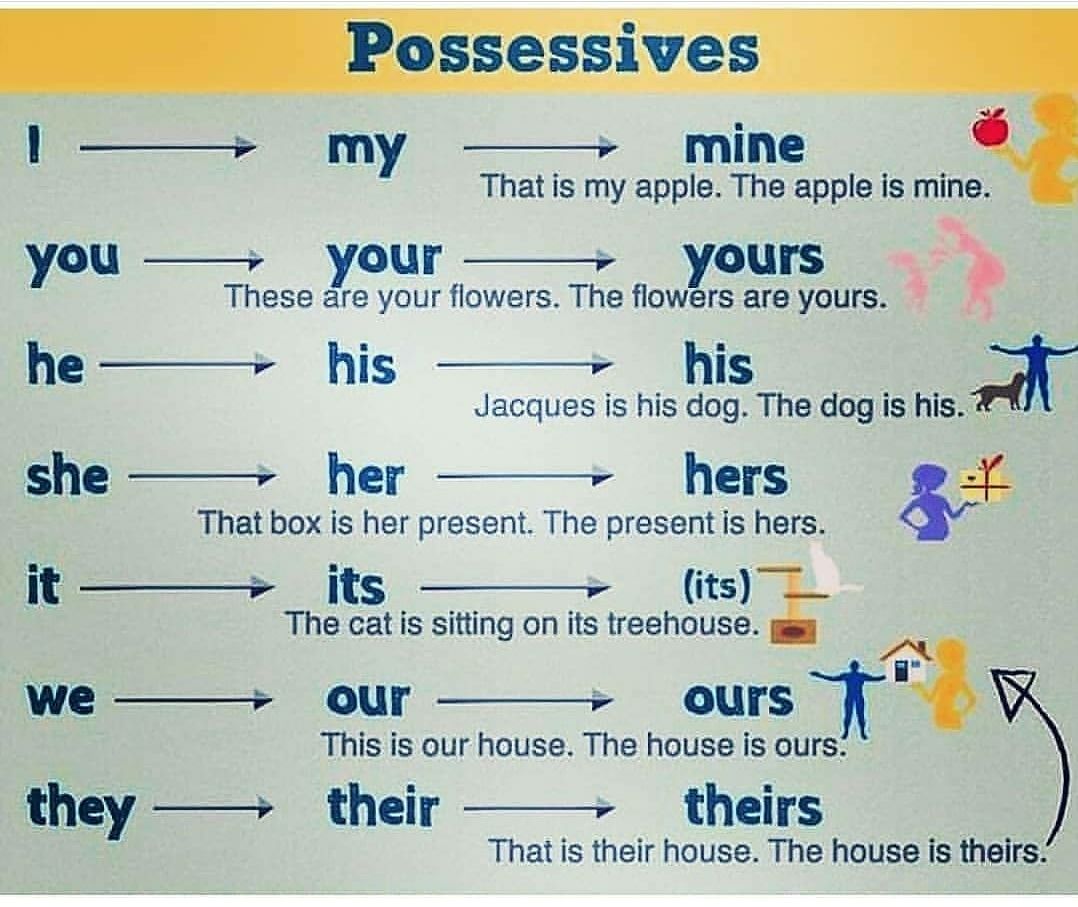 Possessives
I my mine
That is my apple. The apple is mine.
you your yours
These are your flowers. The flowers are yours.
he his his
Jacques is his dog. The dog is his.
she her hers
That box is her present. The present is hers.
it its (its)
The cat is sitting on its treehouse.
we our ours
This is our house. The house is ours.
they their theirs
That is their house. The house is theirs.